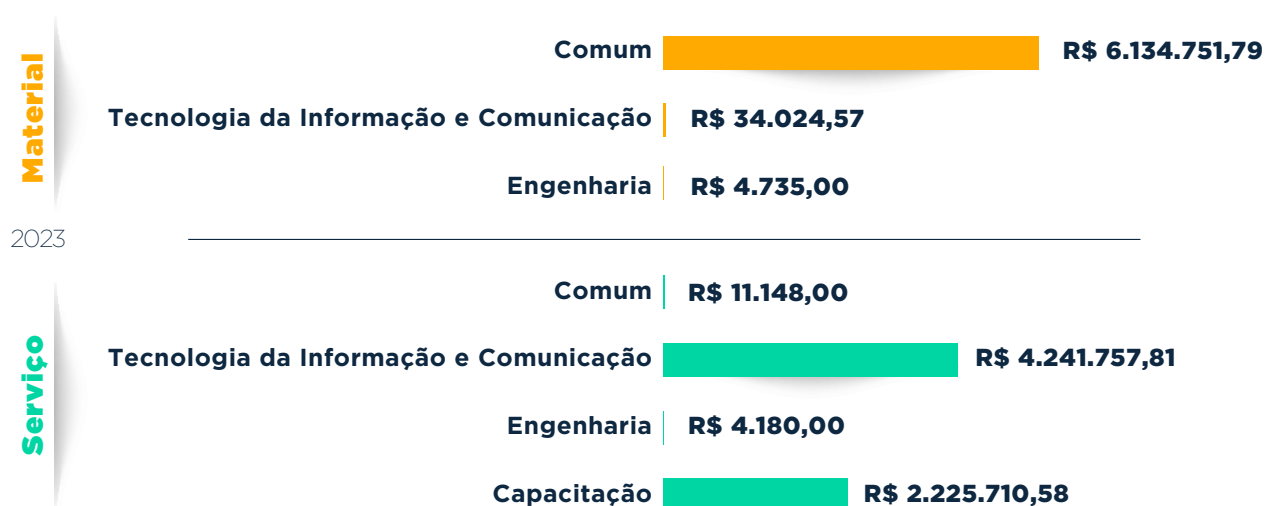 Material
Comum R$ 6.134.751,79
Tecnologia da Informação e Comunicação R$ 34.024,57
Engenharia R$ 4.735,00
2023
Serviço
Comum R$ 11.148,00
Tecnologia da Informação e Comunicação R$ 4.241.757,81
Engenharia R$ 4.180,00
Capacitação R$ 2.225.710,58